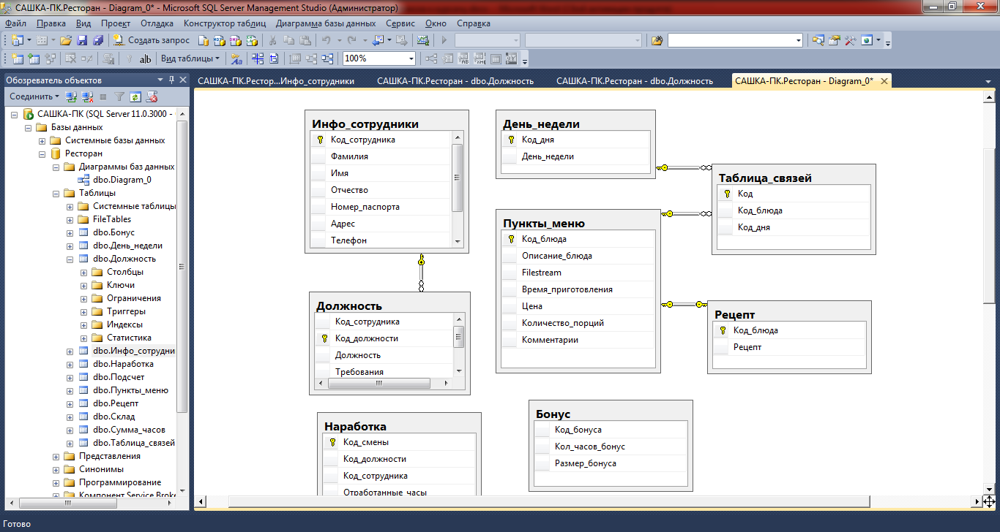 САШКА-ПК.Ресторан - Diagram_0* - Microsoft SQL Server Management Studio (Администратор)
Файл Правка Вид Проект Отладка Конструктор таблиц Диаграмма базы данных Сервис Окно Справка
Создать запрос
ab| Вид таблицы 100%
Обозреватель объектов
Соединить
САШКА-ПК (SQL Server 11.0.3000 -
Базы данных
Системные базы данных
Ресторан
Диаграммы баз данных
dbo.Diagram_0
Таблицы
Системные таблицы
FileTables
dbo.Бонус
dbo.День_недели
dbo.Должность
Столбцы
Ключи
Ограничения
Триггеры
Индексы
Статистика
dbo.Инфо_сотрудни
dbo.Наработка
dbo.Подсчет
dbo.Пункты_меню
dbo.Рецепт
dbo.Склад
dbo.Сумма_часов
dbo.Таблица_связей
Представления
Синонимы
Программирование
Компонент Service Broke
САШКА-ПК.Рестор...Инфо_сотрудники САШКА-ПК.Ресторан - dbo.Должность САШКА-ПК.Ресторан - dbo.Должность САШКА-ПК.Ресторан - Diagram_0*
Инфо_сотрудники
Код_сотрудника
Фамилия
Имя
Отчество
Номер_паспорта
Адрес
Телефон
День_недели
Код_дня
День_недели
Таблица_связей
Код
Код_блюда
Код_дня
Пункты_меню
Код_блюда
Описание_блюда
Filestream
Время_приготовления
Цена
Количество_порций
Комментарии
Должность
Код_сотрудника
Код_должности
Должность
Требования
Рецепт
Код_блюда
Рецепт
Наработка
Код_смены
Код_должности
Код_сотрудника
Отработанные_часы
Бонус
Код_бонуса
Кол_часов_бонус
Размер_бонуса
Готово